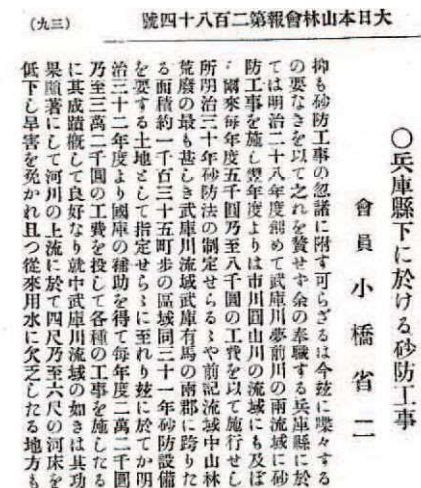 大日本山林會報第二百八十四號
（三九）
〇兵庫縣下に於ける砂防工事
會員 小橋省二
抑も砂防工事の忽諸に附す可らざるは今玆に喋々する
の要なきを以て之れを贅せず余の奉職する兵庫縣に於
ては明治二十八年度創めて武庫川夢前川の兩流域に砂
防工事を施し翌年度よりは市川圓山川の流域にも及ぼ
し爾來毎年度五千圓乃至八千圓の工費を以て施行せし
所明治三十年砂防法の制定せらるゝや前記流域中山林
荒廢の最も甚しき武庫川流域武庫有馬の兩郡に跨りた
る面積約一千百三十五町歩の區域同三十一年砂防設備
を要する土地として指定せらるゝに至れり玆に於てか明
治三十二年度より國庫の補助を得て毎年度二萬二千圓
乃至三萬二千圓の工費を投して各種の工事を施したる
に其成蹟槪して良好なり就中武庫川流域の如きは其功
果顯著にして河川の上流に於て四尺乃至六尺の河床を
低下し旱害を免かれ且つ從來用水に欠乏したる地方も